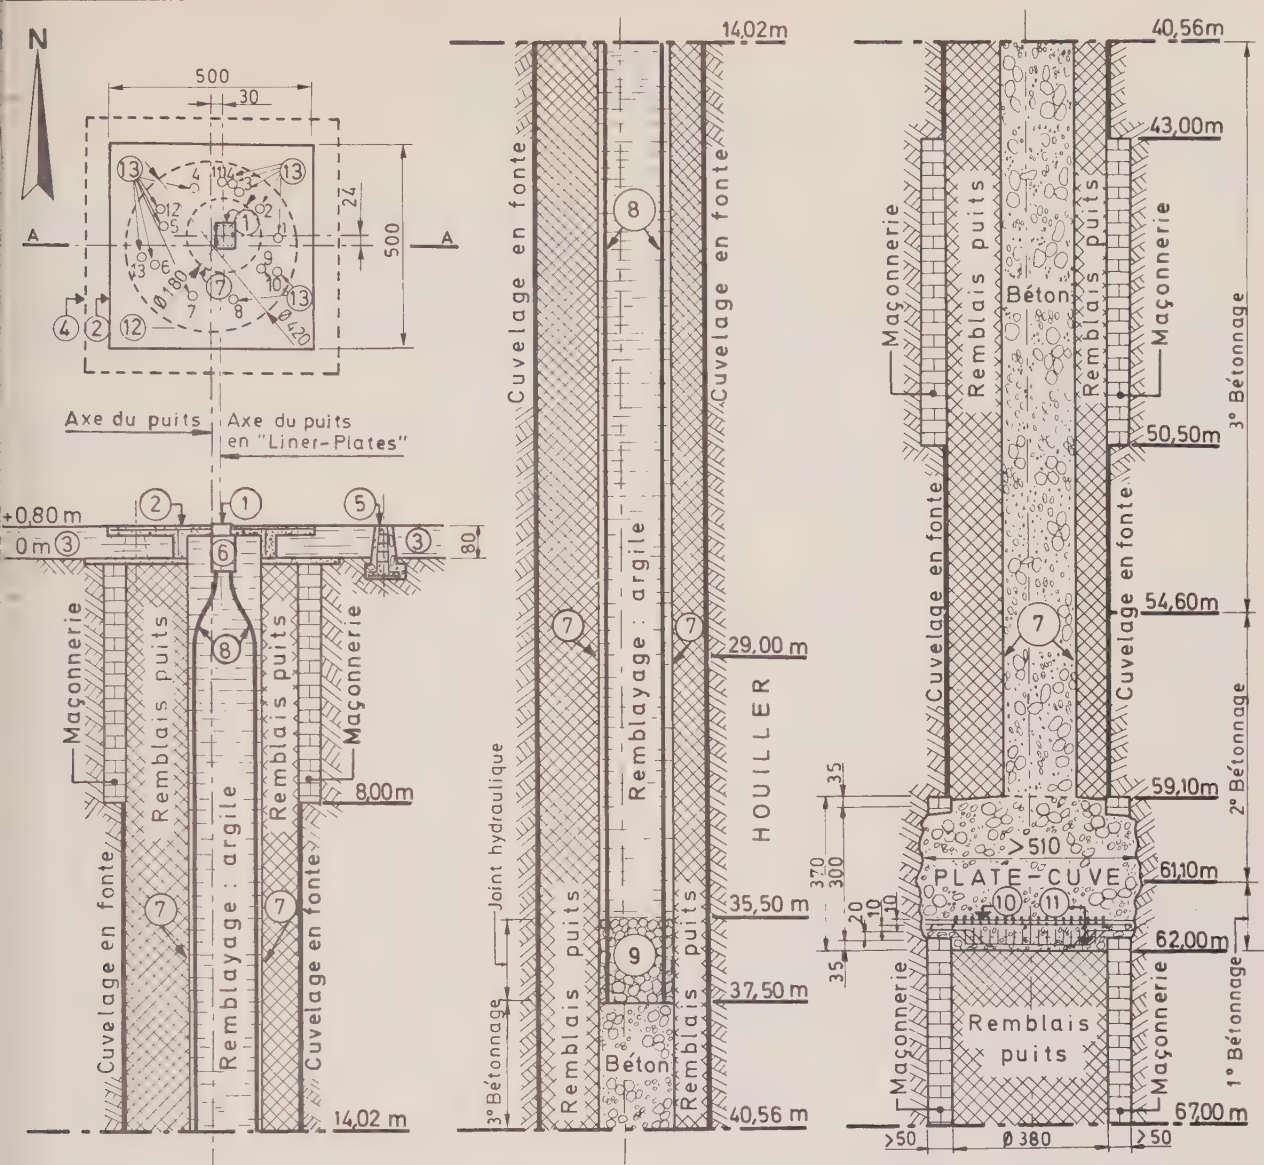 N
500
30
13
4
11
14
3
13
12
2
1
5
1
24
500
A
A
13
6
9
10
13
Ø180
7
7
8
Ø420
4
2
12
Axe du puits
Axe du puits
en "Liner-Plates"
+0,80 m
2
1
5
0 m
3
3
80
6
Maçonnerie
Remblais puits
8
Remblais puits
Maçonnerie
8,00m
Cuvelage en fonte
7
Remblayage : argile
7
Cuvelage en fonte
14,02 m
14,02m
Cuvelage en fonte
8
Cuvelage en fonte
Remblayage : argile
7
7
29,00 m
HOUILLER
Joint hydraulique
35,50 m
9
37,50 m
Remblais puits
Remblais puits
3° Bétonnage
Béton
40,56 m
40,56m
43,00m
Maçonnerie
Remblais puits
Béton
Remblais puits
Maçonnerie
3° Bétonnage
50,50m
Cuvelage en fonte
7
Cuvelage en fonte
54,60m
2° Bétonnage
35
59,10m
370
300
>510
PLATE-CUVE
61,10m
10
11
20
10
10
35
62,00m
1° Bétonnage
Maçonnerie
Remblais
puits
Maçonnerie
67,00 m
>50
Ø 380
>50